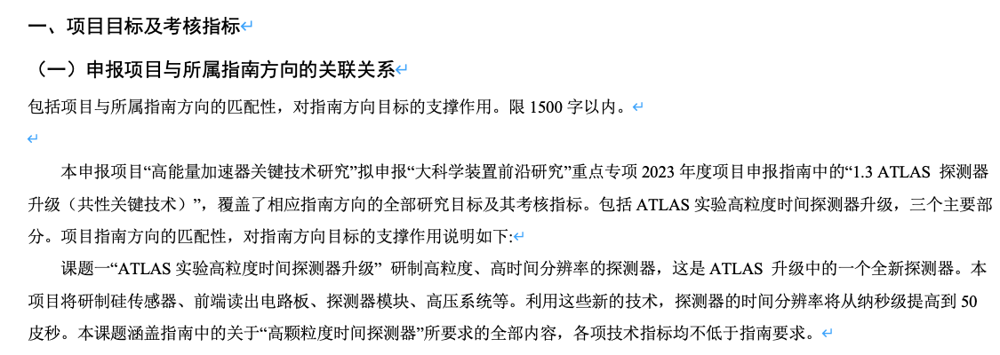 一、项目目标及考核指标↵
（一）申报项目与所属指南方向的关联关系↵
包括项目与所属指南方向的匹配性，对指南方向目标的支撑作用。限 1500 字以内。↵
↵
本申报项目“高能量加速器关键技术研究”拟申报“大科学装置前沿研究”重点专项 2023 年度项目申报指南中的“1.3 ATLAS 探测器
升级（共性关键技术）”，覆盖了相应指南方向的全部研究目标及其考核指标。包括 ATLAS 实验高粒度时间探测器升级，三个主要部
分。项目指南方向的匹配性，对指南方向目标的支撑作用说明如下:↵
课题一“ATLAS 实验高粒度时间探测器升级” 研制高粒度、高时间分辨率的探测器，这是 ATLAS 升级中的一个全新探测器。本
项目将研制硅传感器、前端读出电路板、探测器模块、高压系统等。利用这些新的技术，探测器的时间分辨率将从纳秒级提高到 50
皮秒。本课题涵盖指南中的关于“高颗粒度时间探测器”所要求的全部内容，各项技术指标均不低于指南要求。↵